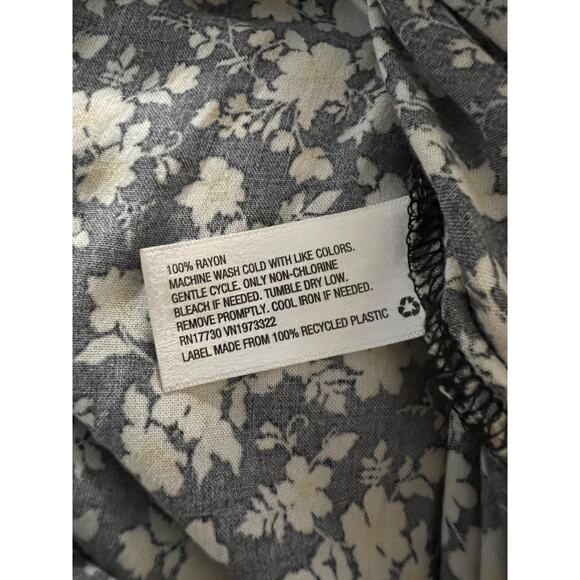 100% RAYON
MACHINE WASH COLD WITH LIKE COLORS.
GENTLE CYCLE, ONLY NON-CHLORINE
BLEACH IF NEEDED. TUMBLE DRY LOW.
REMOVE PROMPTLY. COOL IRON IF NEEDED.
RN17730 VN1973322
LABEL MADE FROM 100% RECYCLED PLASTIC